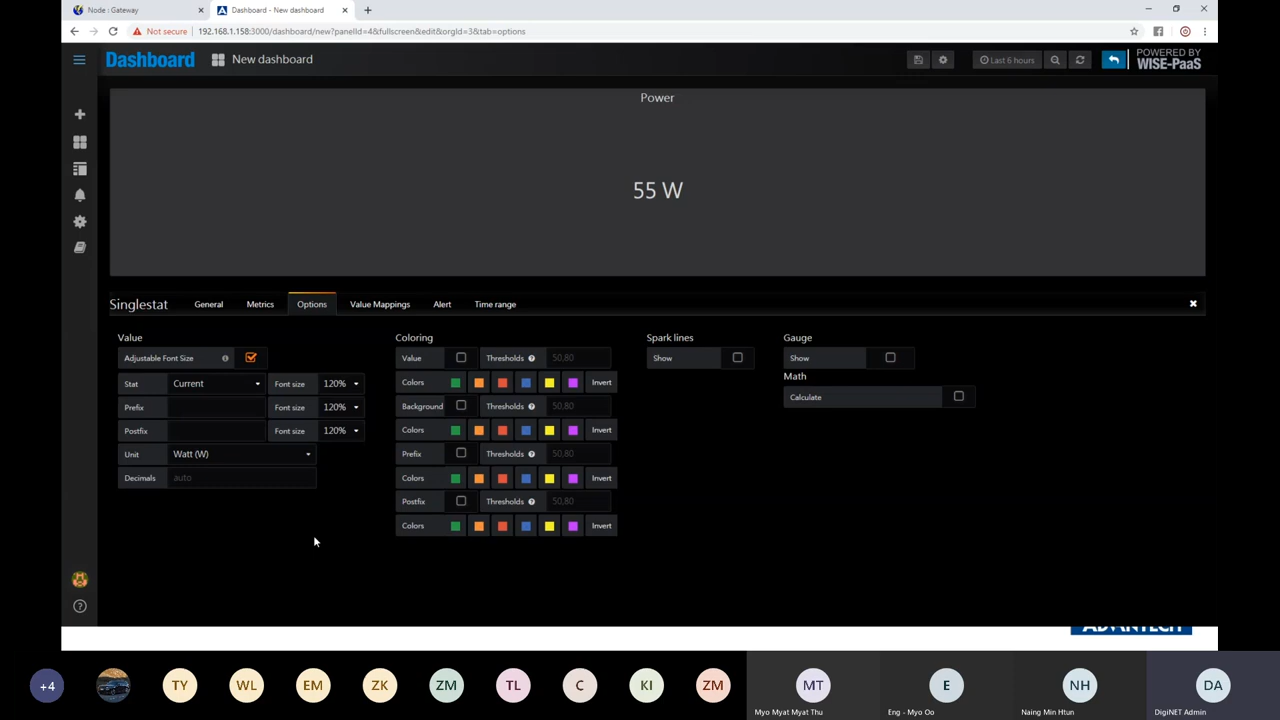 Node : Gateway
Dashboard - New dashboard
Not secure
192.168.1.158:3000/dashboard/new?panelId=4&fullscreen&edit&orgId=3&tab=options
Dashboard
New dashboard
Last 6 hours
POWERED BY
WISE-PaaS
Power
55 W
Singlestat
General
Metrics
Options
Value Mappings
Alert
Time range
Value
Adjustable Font Size
Stat
Current
Font size
120%
Prefix
Font size
120%
Postfix
Font size
120%
Unit
Watt (W)
Decimals
auto
Coloring
Value
Thresholds
50,80
Colors
Invert
Background
Thresholds
50,80
Colors
Invert
Prefix
Thresholds
50,80
Colors
Invert
Postfix
Thresholds
50,80
Colors
Invert
Spark lines
Show
Gauge
Show
Math
Calculate
ADVANTECH
+4
TY
WL
EM
ZK
ZM
TL
C
KI
ZM
MT
Myo Myat Myat Thu
E
Eng - Myo Oo
NH
Naing Min Htun
DA
DigiNET Admin